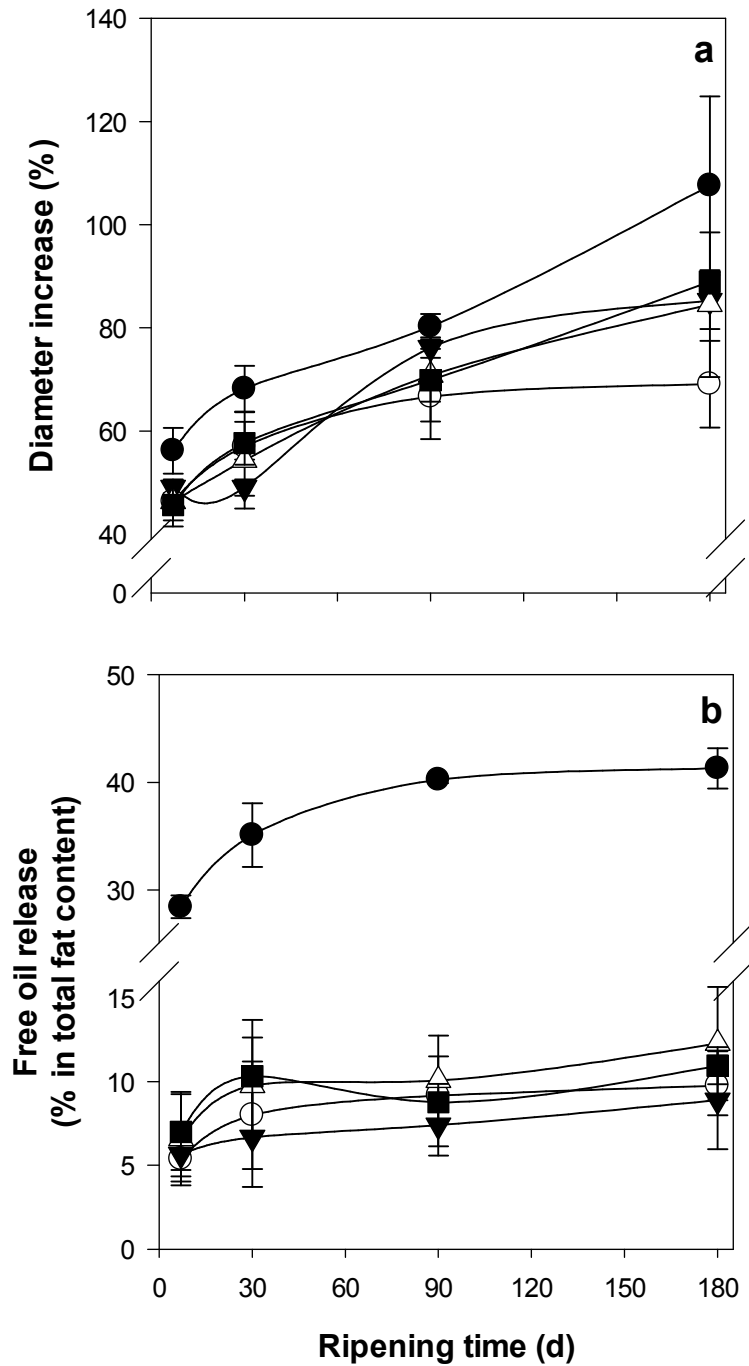 140
a
120
100
80
60
40
0
Diameter increase (%)
50
b
40
30
15
10
5
0
Free oil release
(% in total fat content)
0 30 60 90 120 150 180
Ripening time (d)